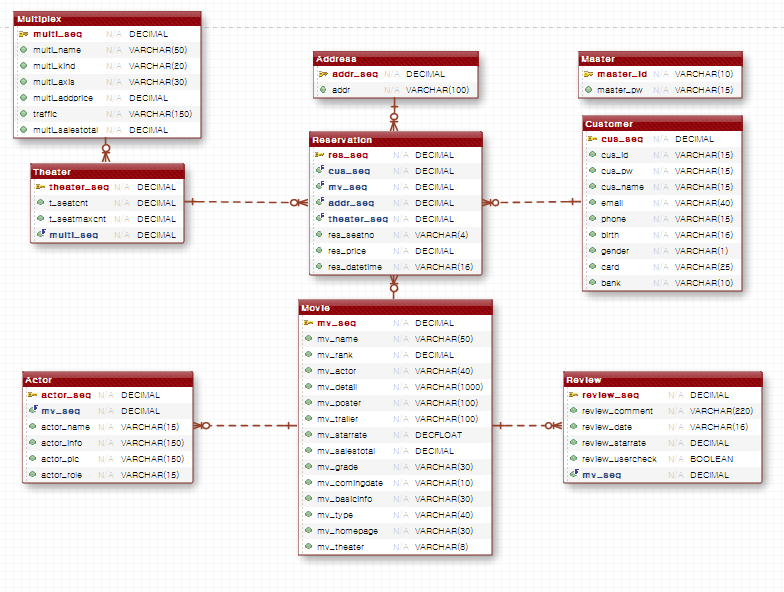 Multiplex
multi_seq N/A DECIMAL
multi_name N/A VARCHAR(50)
multi_kind N/A VARCHAR(20)
multi_axis N/A VARCHAR(30)
multi_addprice N/A DECIMAL
traffic N/A VARCHAR(150)
multi_salestotal N/A DECIMAL
Address
addr_seq N/A DECIMAL
addr N/A VARCHAR(100)
Master
master_id N/A VARCHAR(10)
master_pw N/A VARCHAR(15)
Customer
cus_seq N/A DECIMAL
cus_id N/A VARCHAR(15)
cus_pw N/A VARCHAR(15)
cus_name N/A VARCHAR(15)
email N/A VARCHAR(40)
phone N/A VARCHAR(15)
birth N/A VARCHAR(16)
gender N/A VARCHAR(1)
card N/A VARCHAR(25)
bank N/A VARCHAR(10)
Reservation
res_seq N/A DECIMAL
cus_seq N/A DECIMAL
mv_seq N/A DECIMAL
addr_seq N/A DECIMAL
theater_seq N/A DECIMAL
res_seatno N/A VARCHAR(4)
res_price N/A DECIMAL
res_datetime N/A VARCHAR(16)
Theater
theater_seq N/A DECIMAL
t_seatcnt N/A DECIMAL
t_seatmaxcnt N/A DECIMAL
multi_seq N/A DECIMAL
Movie
mv_seq N/A DECIMAL
mv_name N/A VARCHAR(50)
mv_rank N/A DECIMAL
mv_actor N/A VARCHAR(40)
mv_detail N/A VARCHAR(1000)
mv_poster N/A VARCHAR(100)
mv_trailer N/A VARCHAR(100)
mv_starrate N/A DECFLOAT
mv_salestotal N/A DECIMAL
mv_grade N/A VARCHAR(30)
mv_comingdate N/A VARCHAR(10)
mv_basicinfo N/A VARCHAR(30)
mv_type N/A VARCHAR(40)
mv_homepage N/A VARCHAR(30)
mv_theater N/A VARCHAR(8)
Actor
actor_seq N/A DECIMAL
mv_seq N/A DECIMAL
actor_name N/A VARCHAR(15)
actor_info N/A VARCHAR(150)
actor_pic N/A VARCHAR(150)
actor_role N/A VARCHAR(15)
Review
review_seq N/A DECIMAL
review_comment N/A VARCHAR(220)
review_date N/A VARCHAR(16)
review_starrate N/A DECIMAL
review_usercheck N/A BOOLEAN
mv_seq N/A DECIMAL